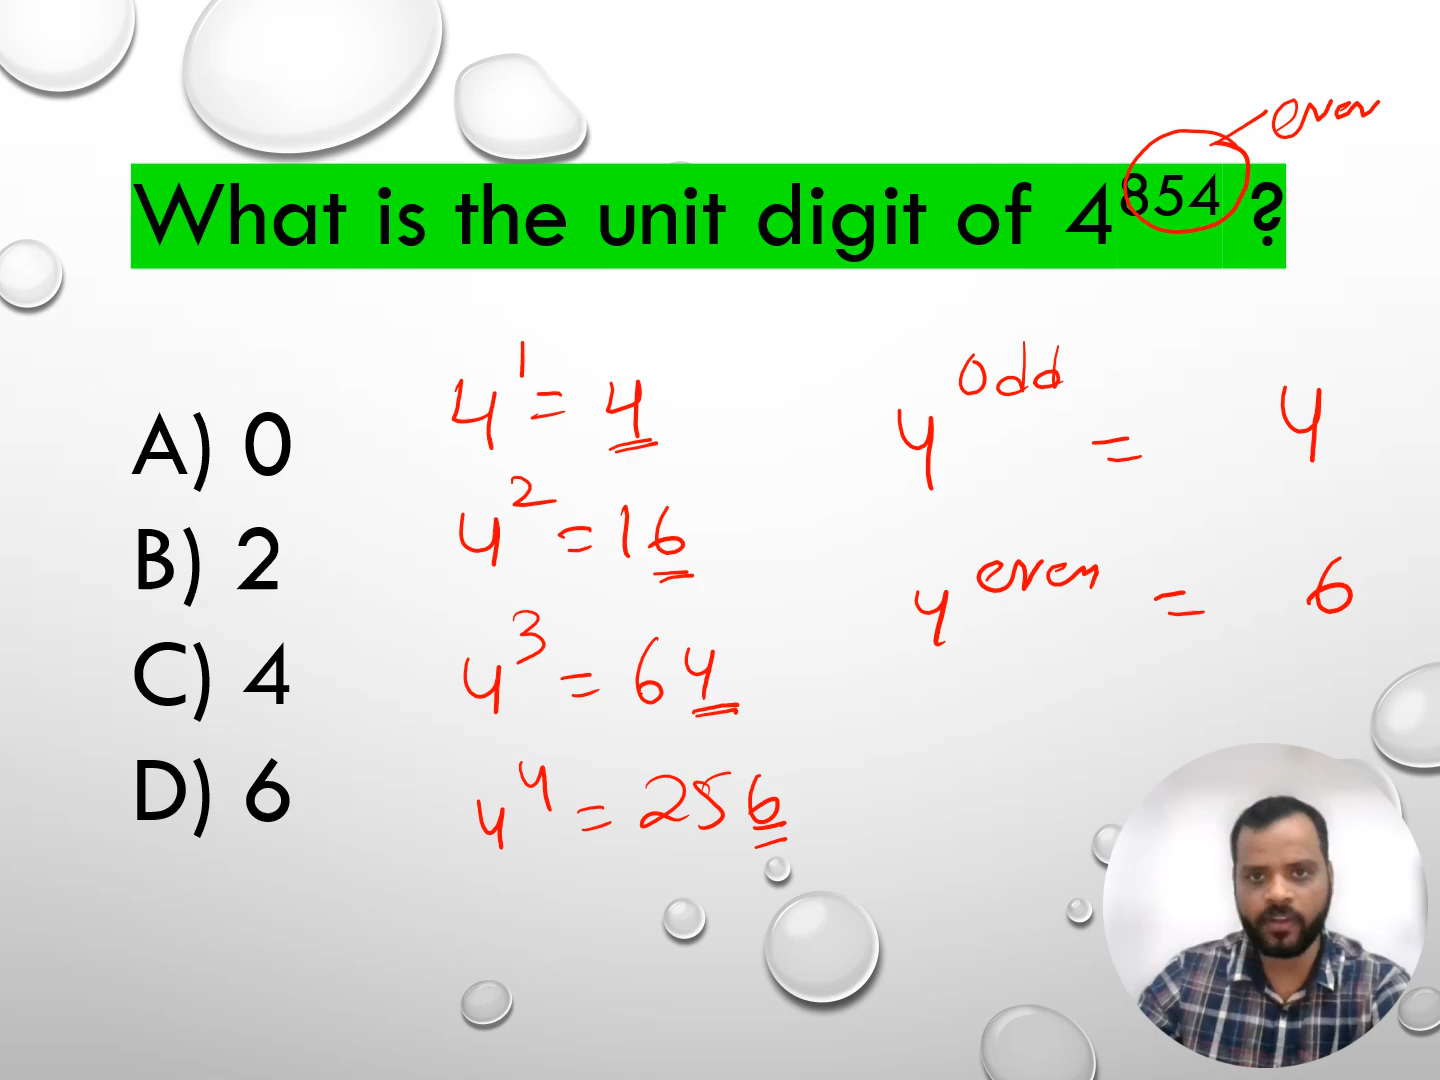 even
What is the unit digit of 4^854 ?
A) 0
B) 2
C) 4
D) 6
4^1 = 4
4^2 = 16
4^3 = 64
4^4 = 256
4^odd = 4
4^even = 6